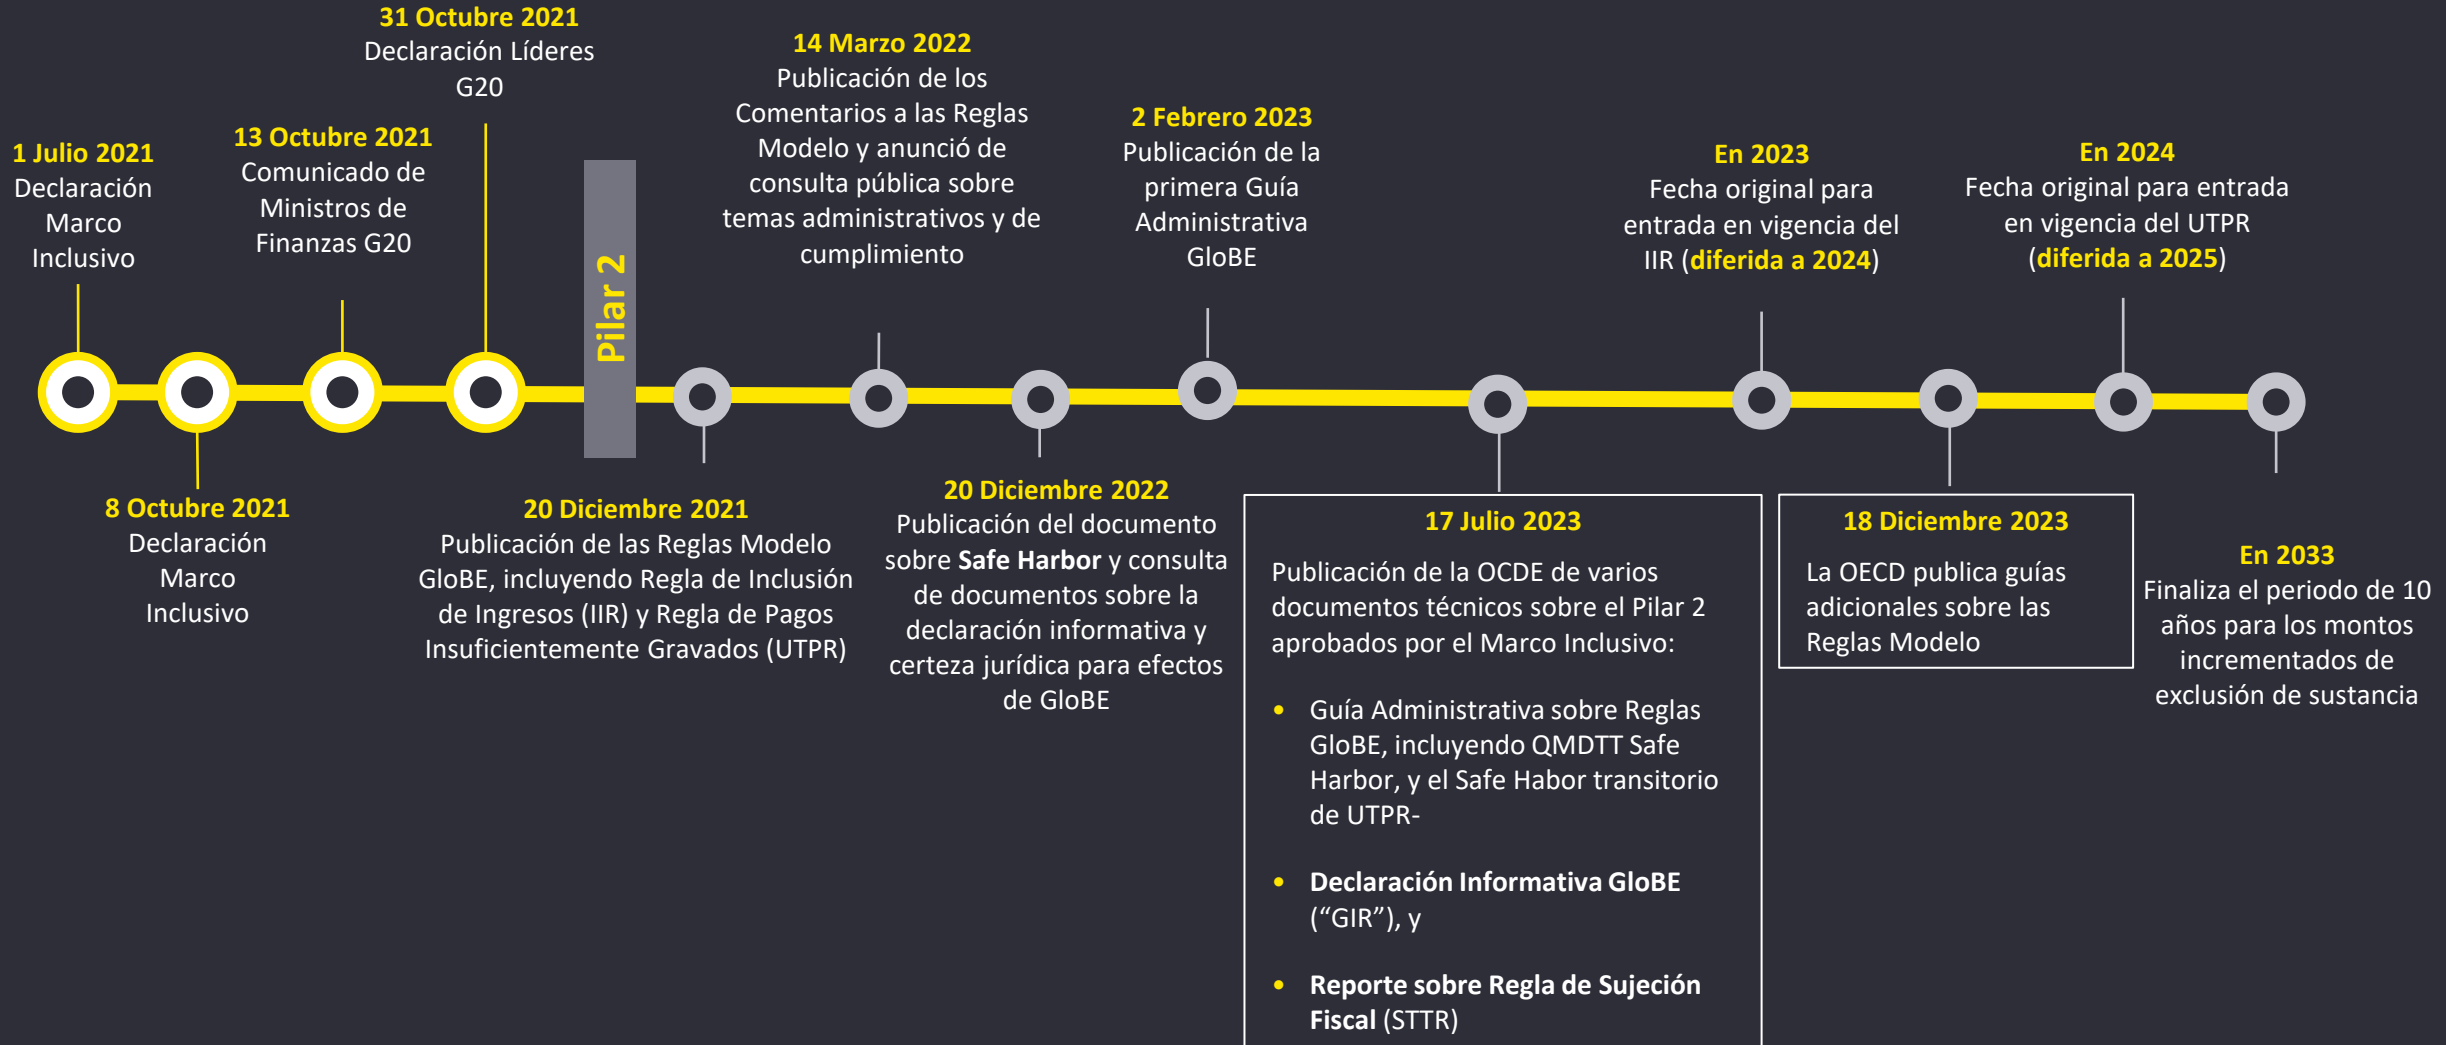 1 Julio 2021
Declaración
Marco
Inclusivo
8 Octubre 2021
Declaración
Marco
Inclusivo
13 Octubre 2021
Comunicado de
Ministros de
Finanzas G20
31 Octubre 2021
Declaración Líderes
G20
Pilar 2
20 Diciembre 2021
Publicación de las Reglas Modelo
GloBE, incluyendo Regla de Inclusión
de Ingresos (IIR) y Regla de Pagos
Insuficientemente Gravados (UTPR)
14 Marzo 2022
Publicación de los
Comentarios a las Reglas
Modelo y anunció de
consulta pública sobre
temas administrativos y de
cumplimiento
20 Diciembre 2022
Publicación del documento
sobre Safe Harbor y consulta
de documentos sobre la
declaración informativa y
certeza jurídica para efectos
de GloBE
2 Febrero 2023
Publicación de la
primera Guía
Administrativa
GloBE
17 Julio 2023
Publicación de la OCDE de varios
documentos técnicos sobre el Pilar 2
aprobados por el Marco Inclusivo:
• Guía Administrativa sobre Reglas
GloBE, incluyendo QMDTT Safe
Harbor, y el Safe Habor transitorio
de UTPR-
• Declaración Informativa GloBE
(“GIR”), y
• Reporte sobre Regla de Sujeción
Fiscal (STTR)
En 2023
Fecha original para
entrada en vigencia del
IIR (diferida a 2024)
18 Diciembre 2023
La OECD publica guías
adicionales sobre las
Reglas Modelo
En 2024
Fecha original para entrada
en vigencia del UTPR
(diferida a 2025)
En 2033
Finaliza el periodo de 10
años para los montos
incrementados de
exclusión de sustancia